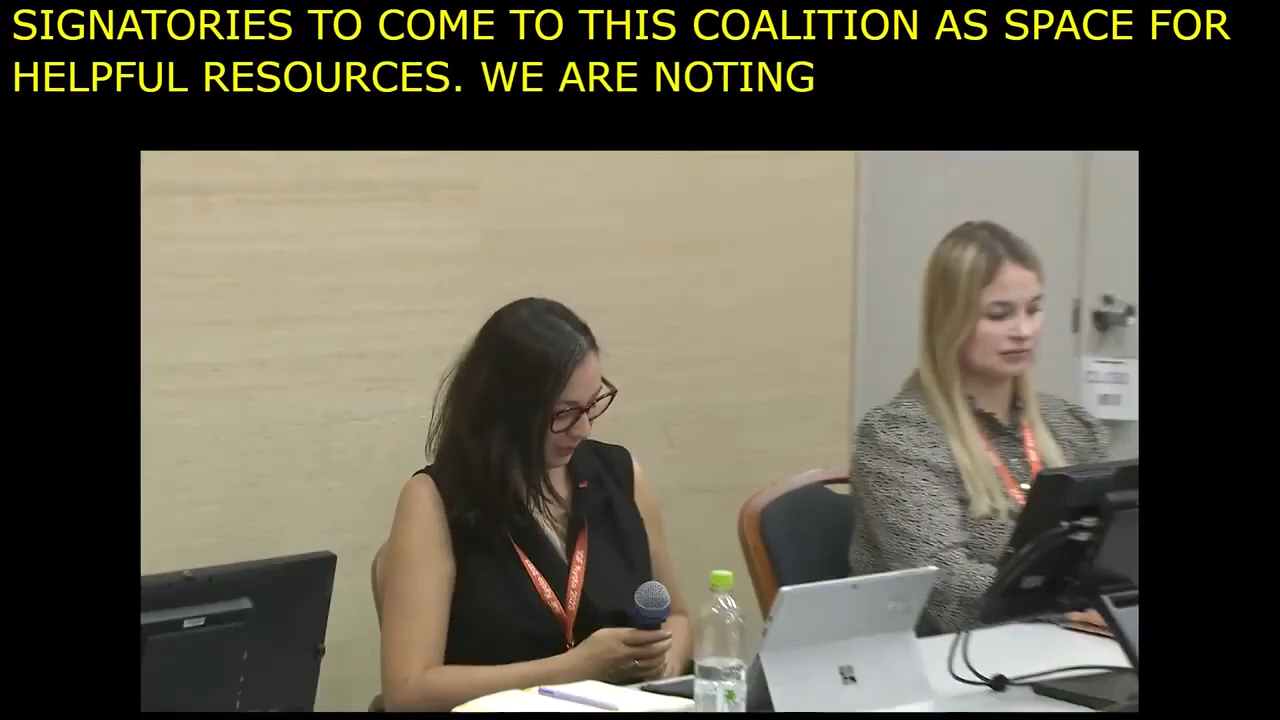 SIGNATORIES TO COME TO THIS COALITION AS SPACE FOR
HELPFUL RESOURCES. WE ARE NOTING